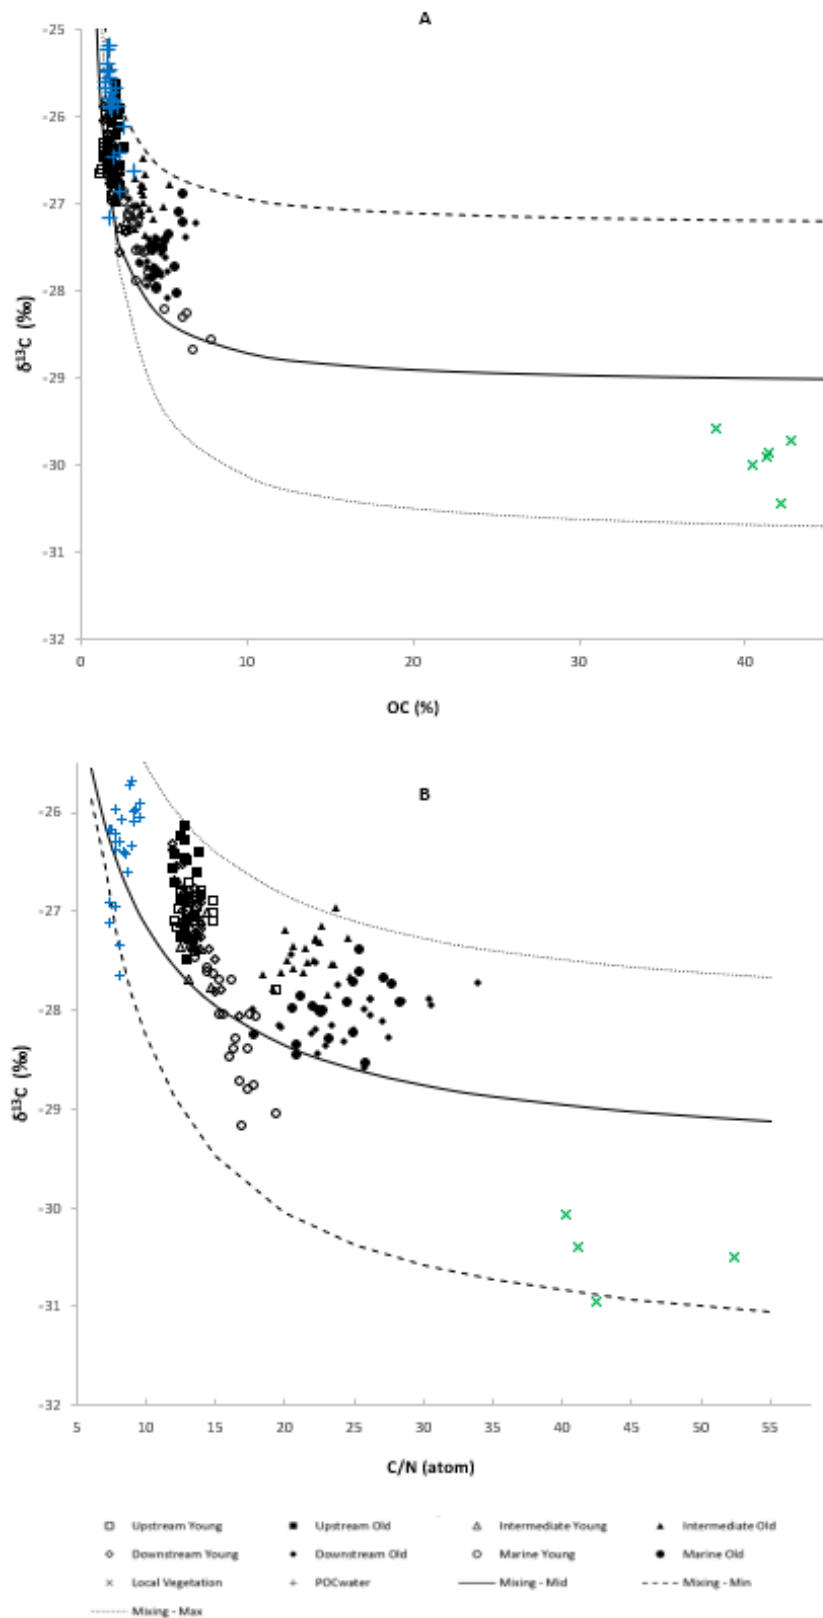 A
-25
-26
-27
-28
-29
-30
-31
-32
δ¹³C (‰)
0 10 20 30 40
OC (%)
B
-26
-27
-28
-29
-30
-31
-32
δ¹³C (‰)
5 10 15 20 25 30 35 40 45 50 55
C/N (atom)
Upstream Young Upstream Old Intermediate Young Intermediate Old
Downstream Young Downstream Old Marine Young Marine Old
Local Vegetation POCwater Mixing - Mid Mixing - Min
Mixing - Max